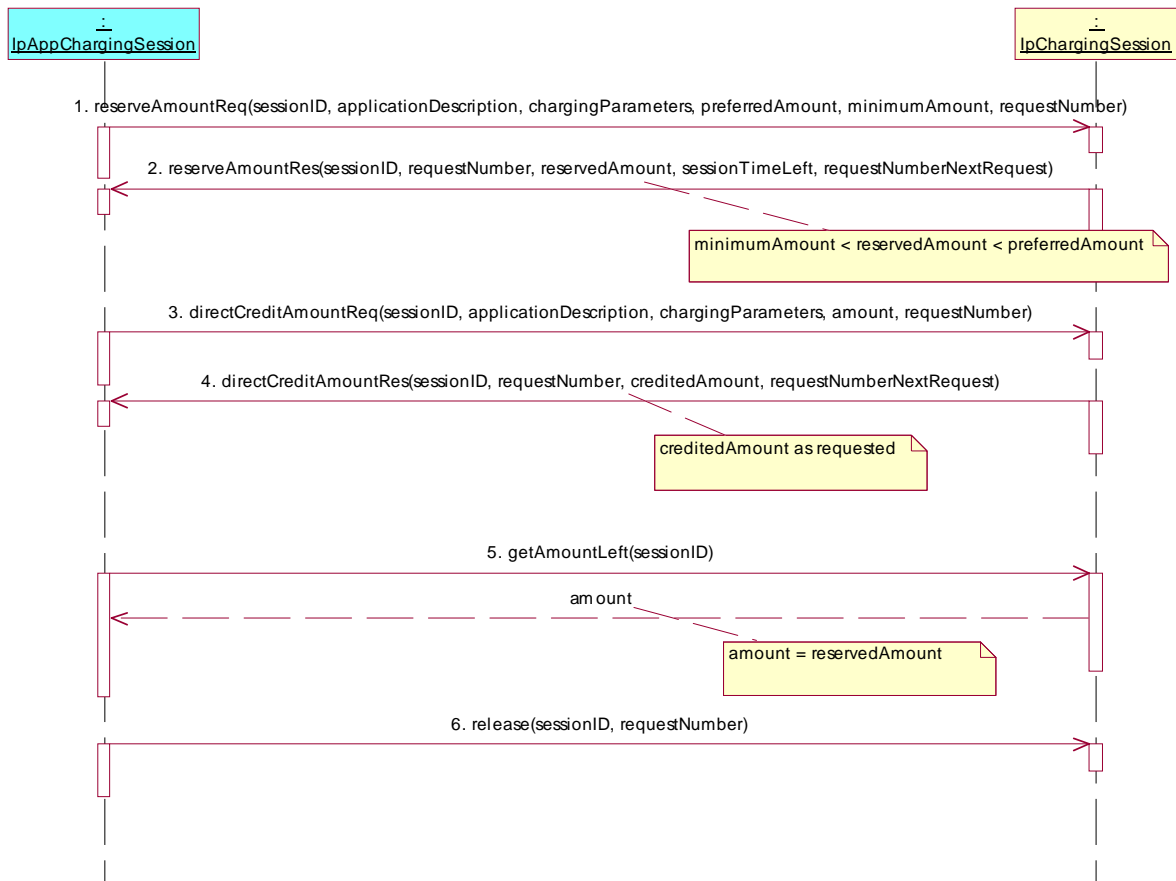 :
IpAppChargingSession
:
IpChargingSession
1. reserveAmountReq(sessionID, applicationDescription, chargingParameters, preferredAmount, minimumAmount, requestNumber)
2. reserveAmountRes(sessionID, requestNumber, reservedAmount, sessionTimeLeft, requestNumberNextRequest)
minimumAmount < reservedAmount < preferredAmount
3. directCreditAmountReq(sessionID, applicationDescription, chargingParameters, amount, requestNumber)
4. directCreditAmountRes(sessionID, requestNumber, creditedAmount, requestNumberNextRequest)
creditedAmount as requested
5. getAmountLeft(sessionID)
amount
amount = reservedAmount
6. release(sessionID, requestNumber)